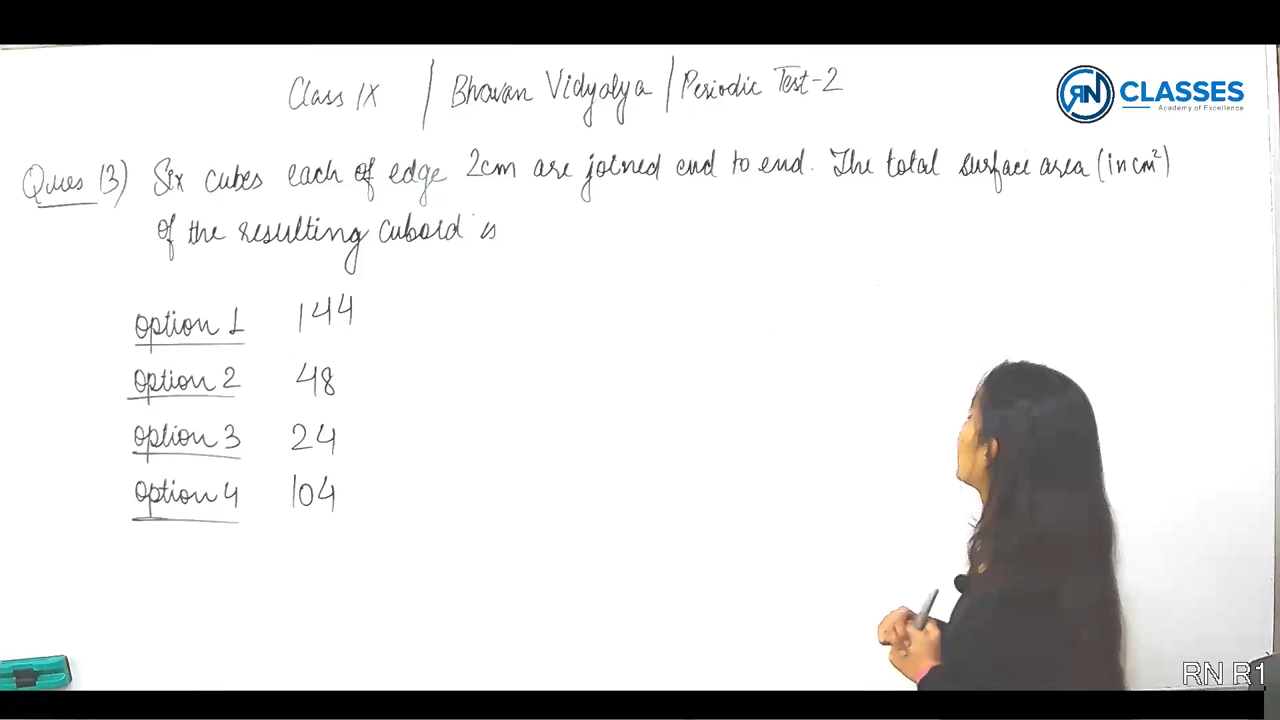 Class IX / Bhavan Vidyalya / Periodic Test-2
RN CLASSES
Academy of Excellence
Ques (3) Six cubes each of edge 2cm are joined end to end. The total surface area (in cm²)
of the resulting cuboid is
option 1 144
option 2 48
option 3 24
option 4 104
RN R1